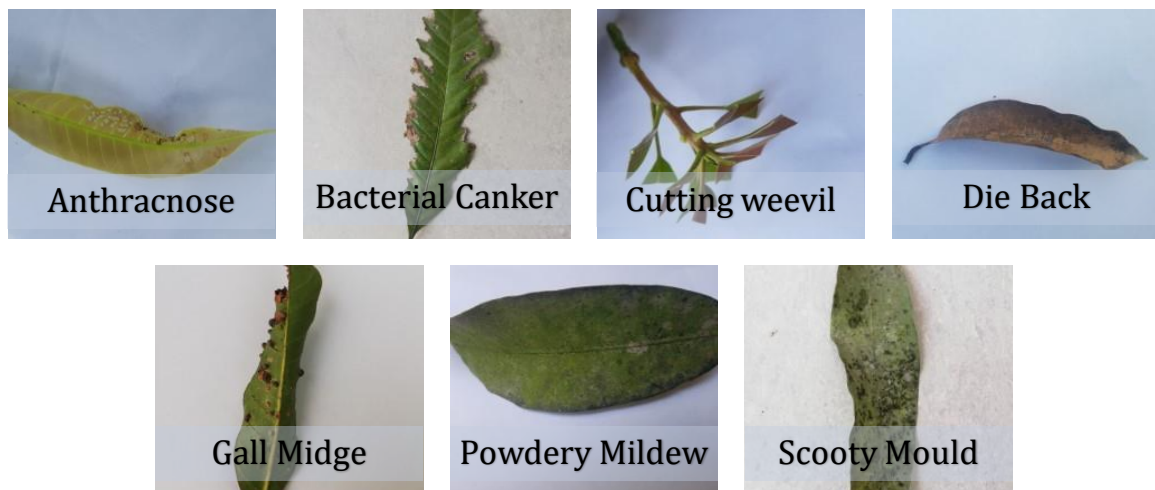 Anthracnose
Bacterial Canker
Cutting weevil
Die Back
Gall Midge
Powdery Mildew
Scooty Mould